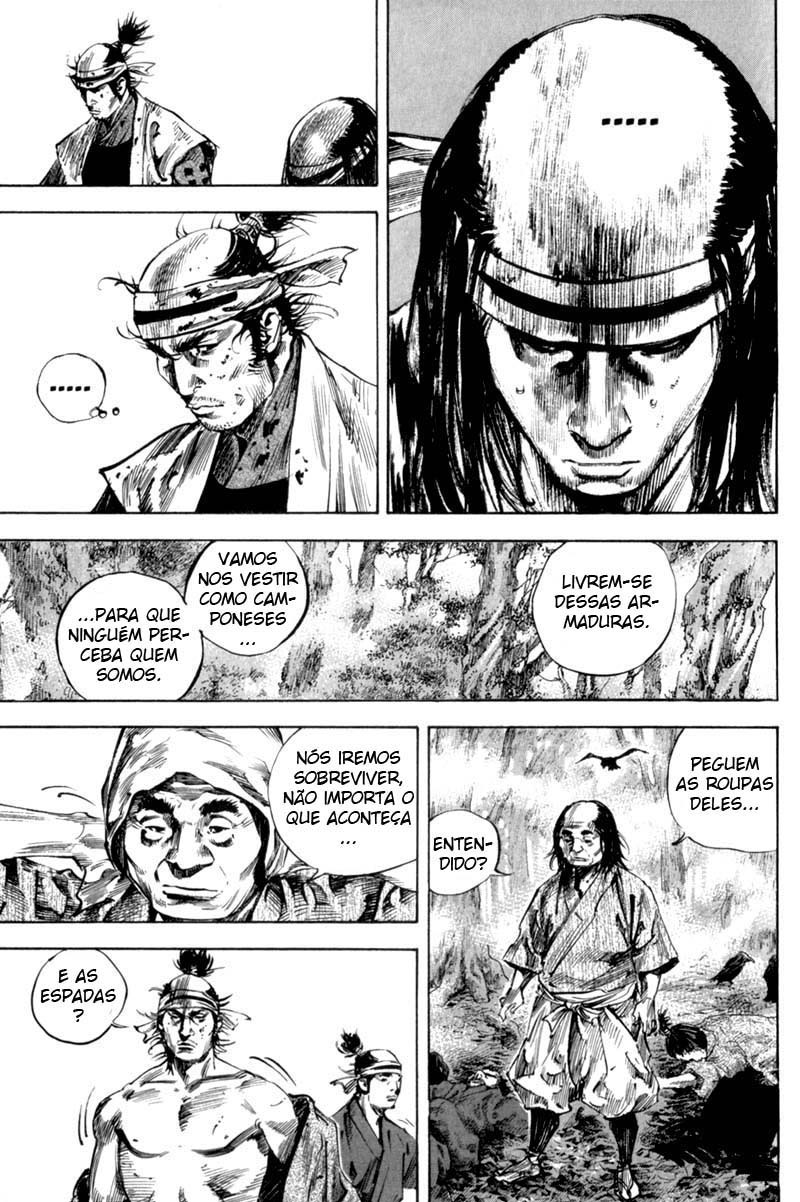 .....
.....
LIVREM-SE
DESSAS AR-
MADURAS.
VAMOS
NOS VESTIR
COMO CAM-
PONESES
...
...PARA QUE
NINGUÉM PER-
CEBA QUEM
SOMOS.
PEGUEM
AS ROUPAS
DELES...
ENTEN-
DIDO?
NÓS IREMOS
SOBREVIVER,
NÃO IMPORTA O
QUE ACONTEÇA
...
E AS
ESPADAS
?